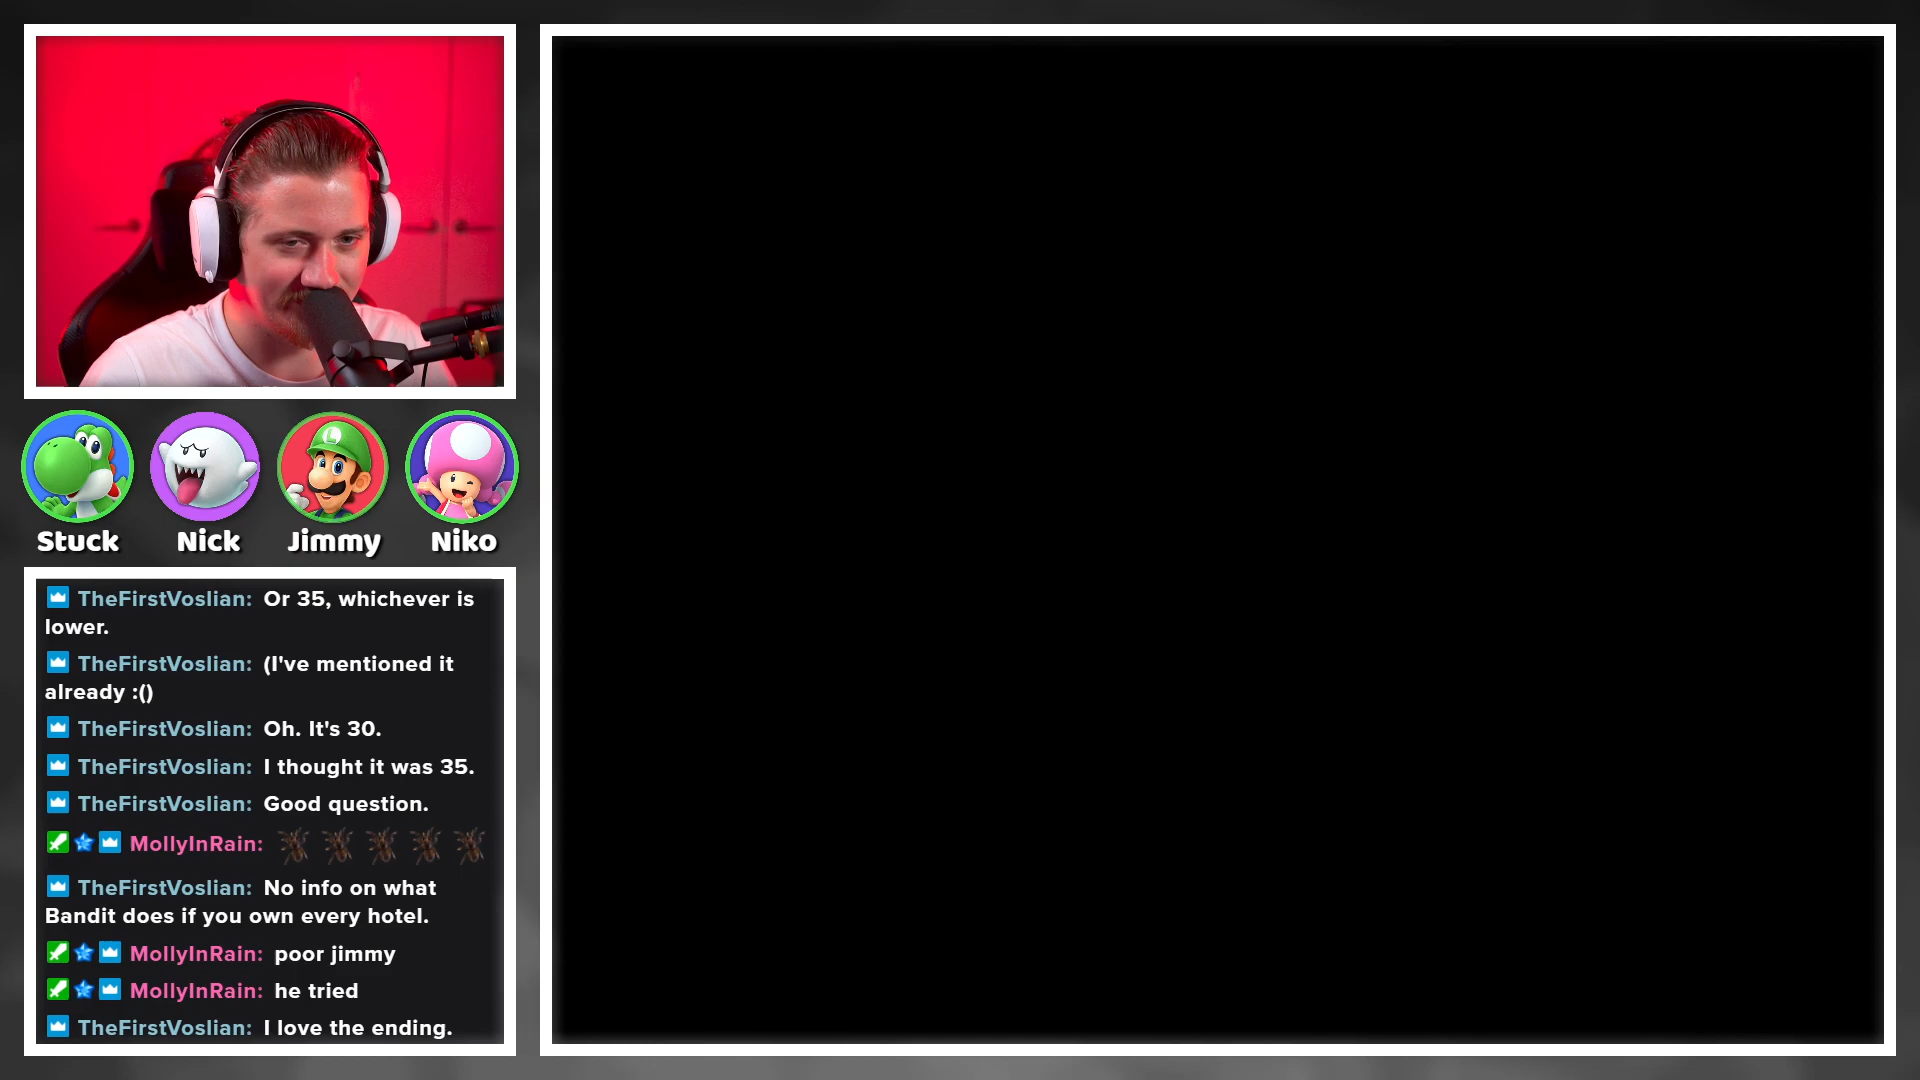 Stuck Nick Jimmy Niko
TheFirstVoslian: Or 35, whichever is
lower.
TheFirstVoslian: (I've mentioned it
already :()
TheFirstVoslian: Oh. It's 30.
TheFirstVoslian: I thought it was 35.
TheFirstVoslian: Good question.
MollyInRain:
TheFirstVoslian: No info on what
Bandit does if you own every hotel.
MollyInRain: poor jimmy
MollyInRain: he tried
TheFirstVoslian: I love the ending.